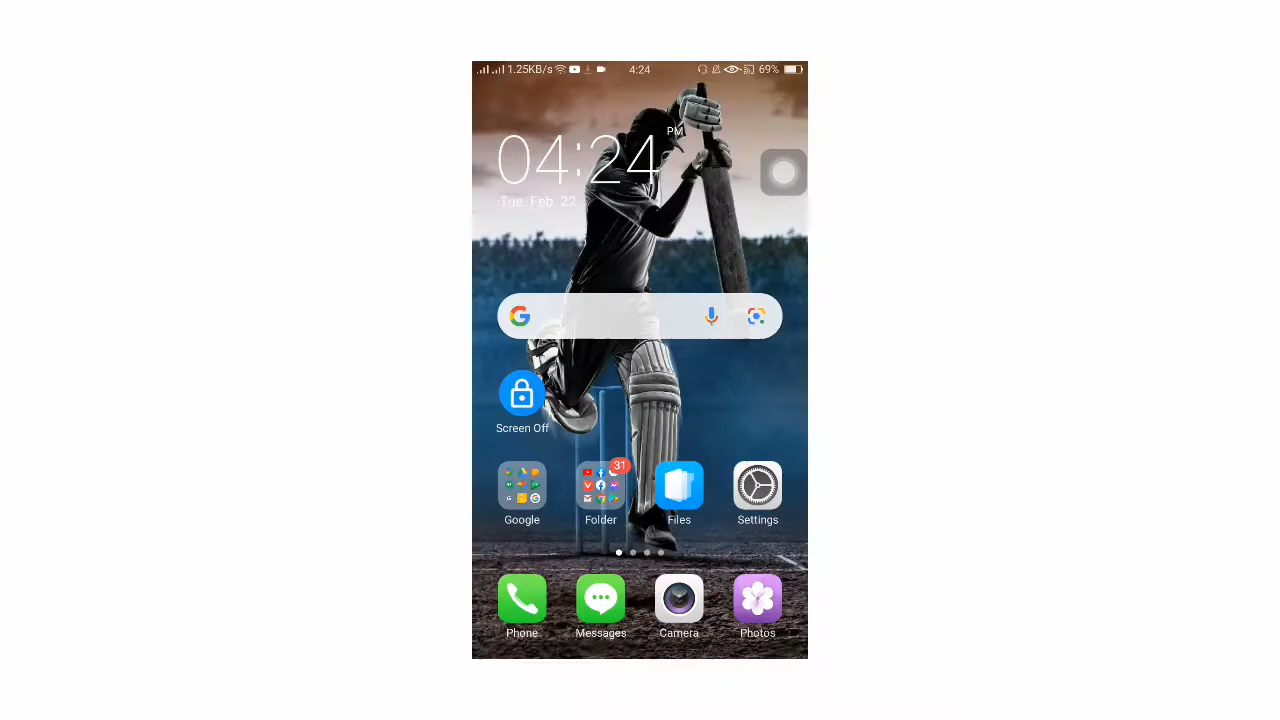 1.25KB/s 4:24 69%
04:24 PM
Tue. Feb. 22
Screen Off
31
Google Folder Files Settings
Phone Messages Camera Photos